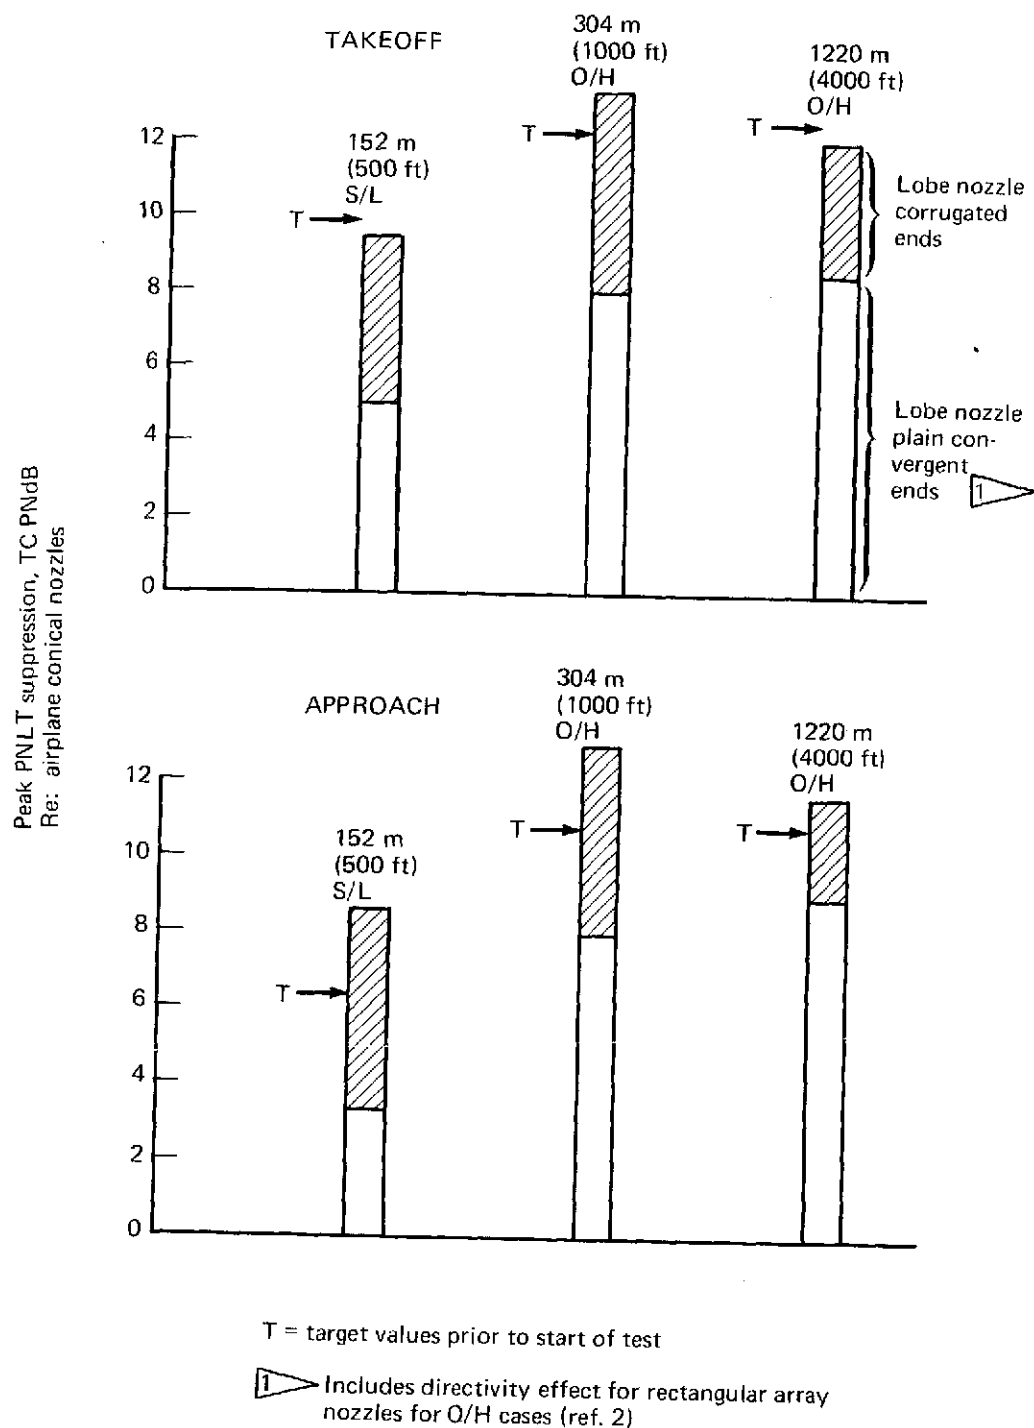 TAKEOFF
304 m
(1000 ft)
O/H
1220 m
(4000 ft)
O/H
152 m
(500 ft)
S/L
T
T
T
12
10
8
6
4
2
0
Lobe nozzle
corrugated
ends
Lobe nozzle
plain con-
vergent
ends
1
Peak PNLT suppression, TC PNdB
Re: airplane conical nozzles
APPROACH
304 m
(1000 ft)
O/H
1220 m
(4000 ft)
O/H
152 m
(500 ft)
S/L
T
T
T
12
10
8
6
4
2
0
T = target values prior to start of test
1 Includes directivity effect for rectangular array
nozzles for O/H cases (ref. 2)